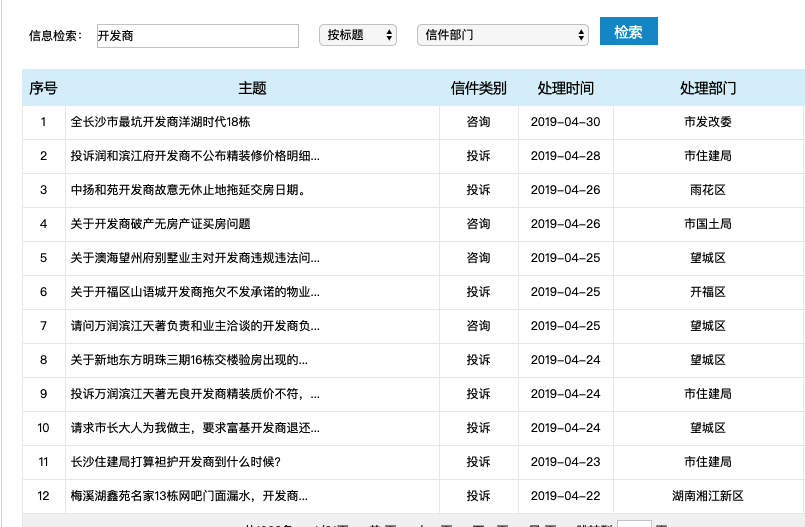 信息检索： 开发商 按标题 信件部门 检索
序号 主题 信件类别 处理时间 处理部门
1 全长沙市最坑开发商洋湖时代18栋 咨询 2019-04-30 市发改委
2 投诉润和滨江府开发商不公布精装修价格明细... 投诉 2019-04-28 市住建局
3 中扬和苑开发商故意无休止地拖延交房日期。 投诉 2019-04-26 雨花区
4 关于开发商破产无房产证买房问题 咨询 2019-04-26 市国土局
5 关于澳海望州府别墅业主对开发商违规违法问... 咨询 2019-04-25 望城区
6 关于开福区山语城开发商拖欠不发承诺的物业... 投诉 2019-04-25 开福区
7 请问万润滨江天著负责和业主洽谈的开发商负... 咨询 2019-04-25 望城区
8 关于新地东方明珠三期16栋交楼验房出现的... 投诉 2019-04-24 望城区
9 投诉万润滨江天著无良开发商精装质价不符，... 投诉 2019-04-24 市住建局
10 请求市长大人为我做主，要求富基开发商退还... 投诉 2019-04-24 望城区
11 长沙住建局打算袒护开发商到什么时候？ 投诉 2019-04-23 市住建局
12 梅溪湖鑫苑名家13栋网吧门面漏水，开发商... 投诉 2019-04-22 湖南湘江新区